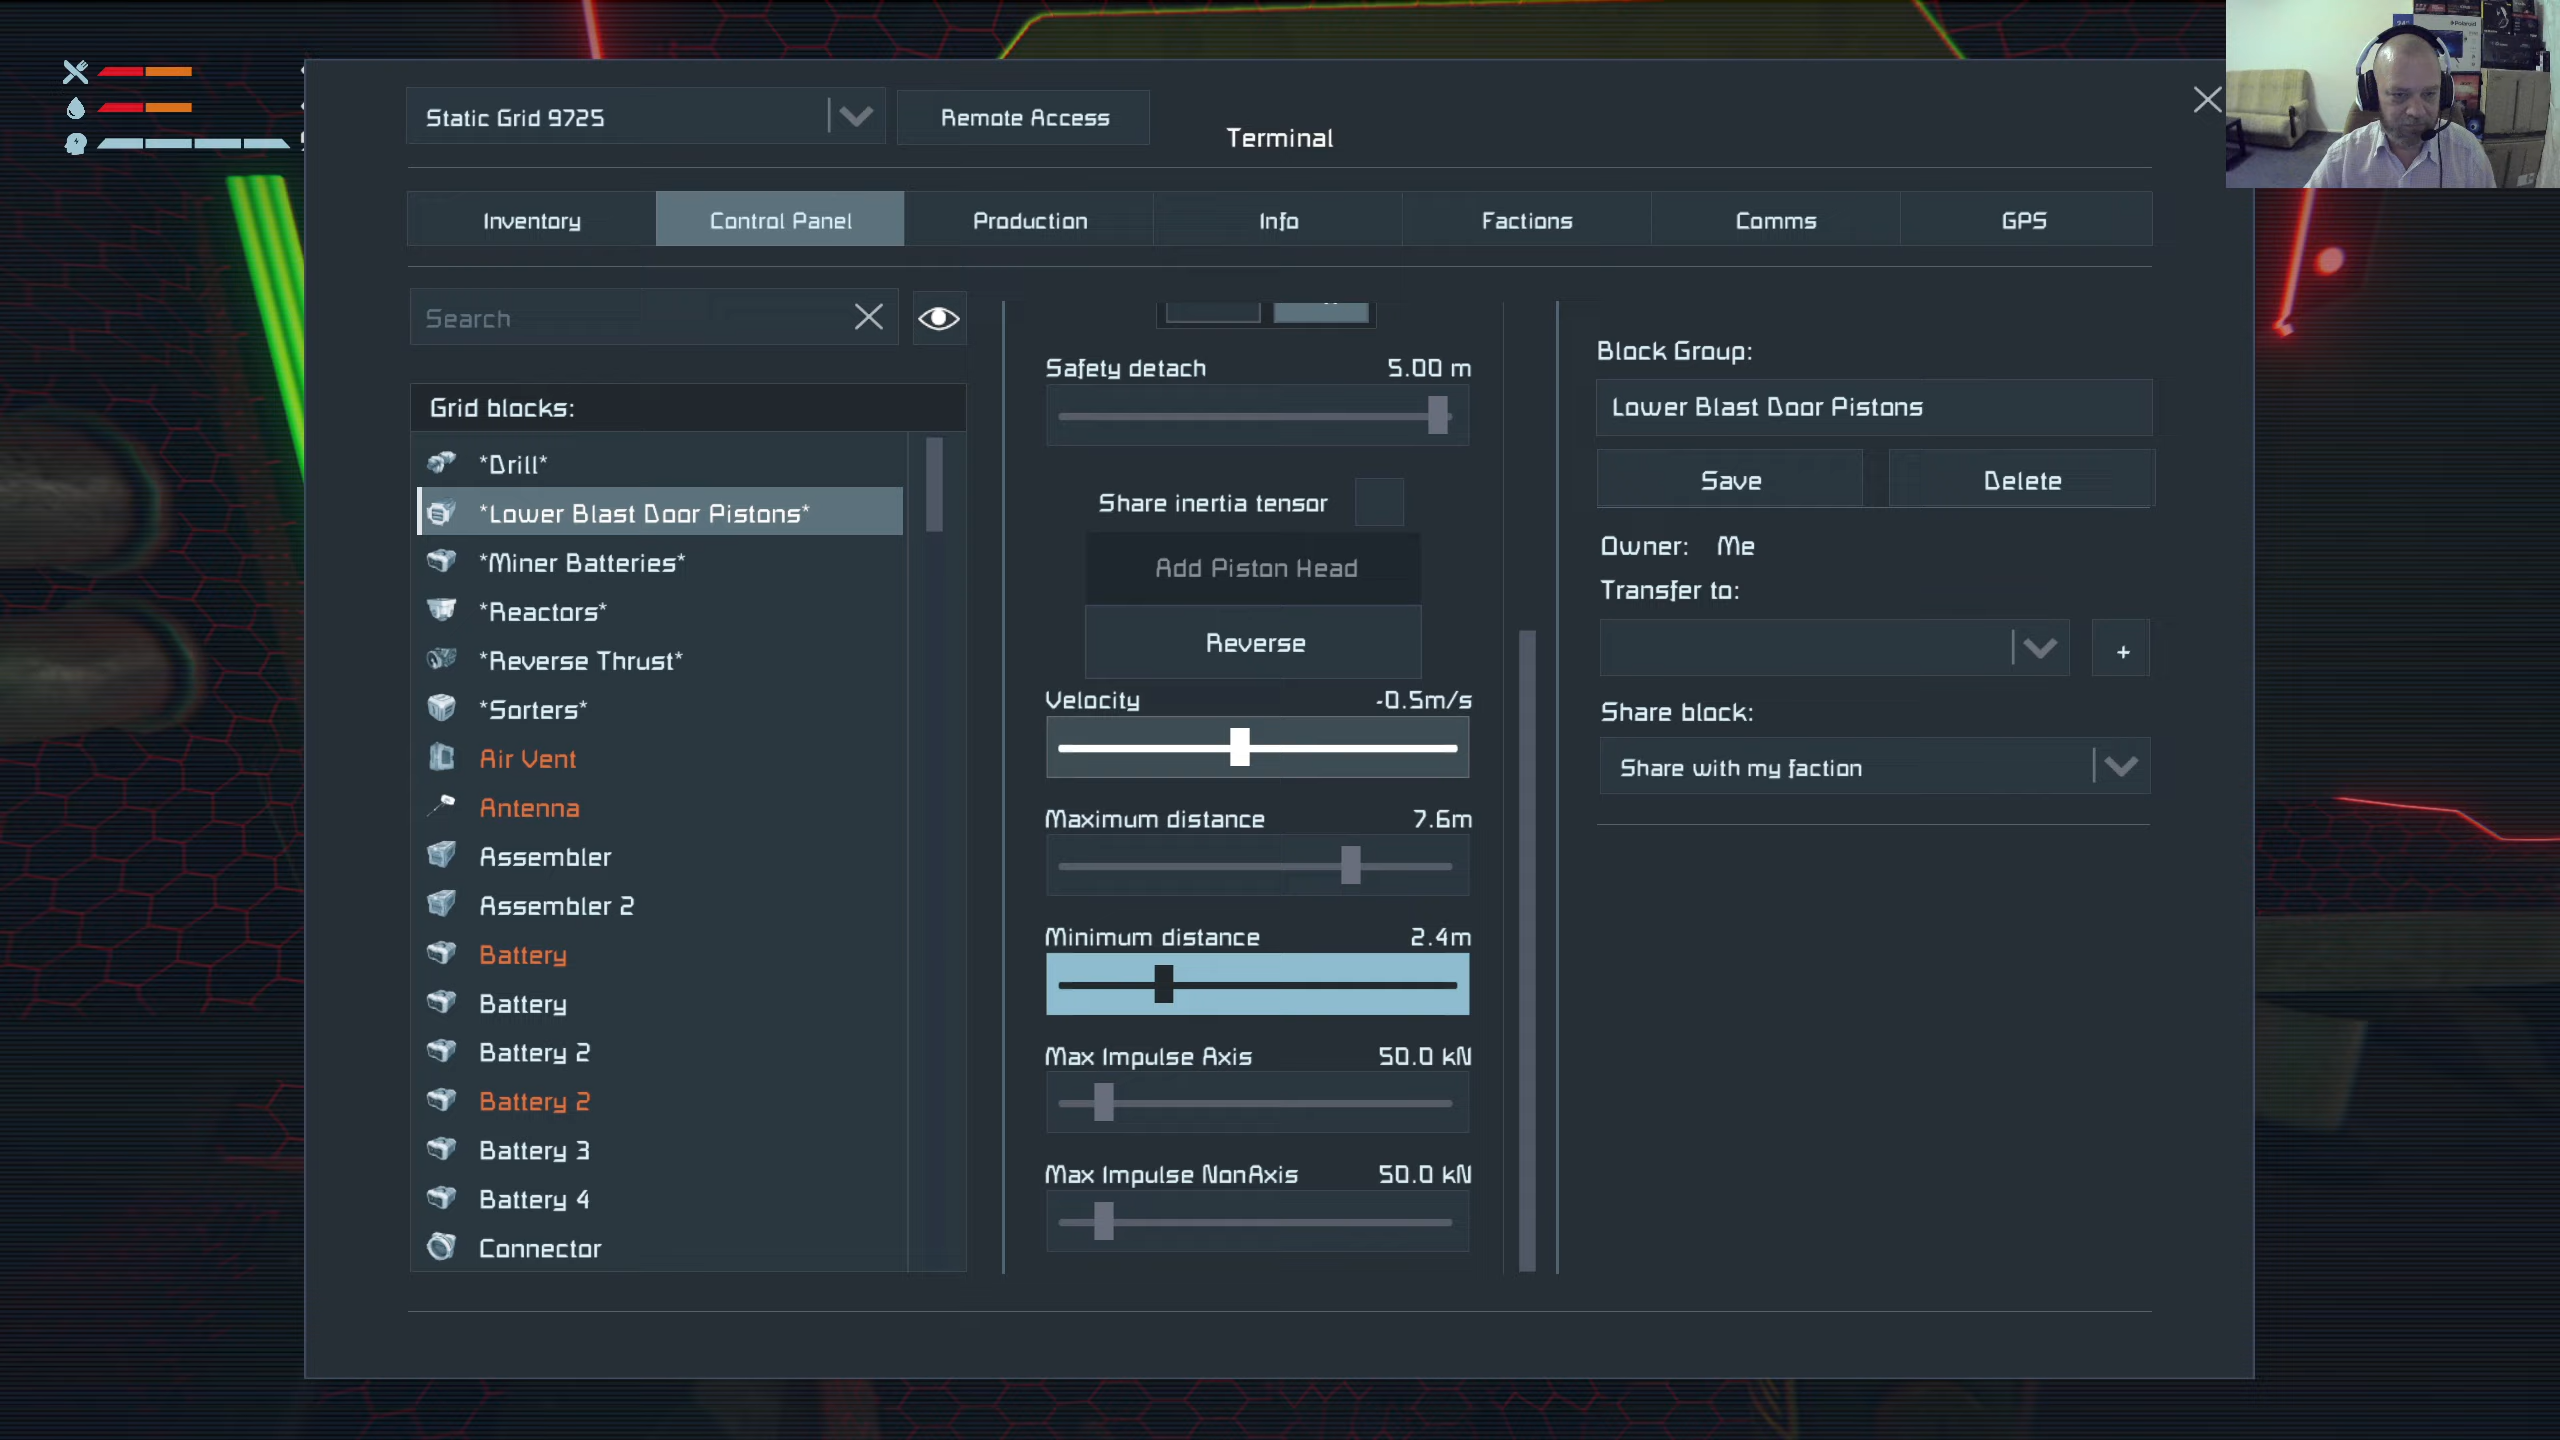 Static Grid 9725
Remote Access
Terminal
Inventory
Control Panel
Production
Info
Factions
Comms
GPS
Search
Grid blocks:
*Drill*
*Lower Blast Door Pistons*
*Miner Batteries*
*Reactors*
*Reverse Thrust*
*Sorters*
Air Vent
Antenna
Assembler
Assembler 2
Battery
Battery
Battery 2
Battery 2
Battery 3
Battery 4
Connector
Safety detach 5.00 m
Share inertia tensor
Add Piston Head
Reverse
Velocity -0.5m/s
Maximum distance 7.6m
Minimum distance 2.4m
Max Impulse Axis 50.0 kN
Max Impulse NonAxis 50.0 kN
Block Group:
Lower Blast Door Pistons
Save
Delete
Owner: Me
Transfer to:
+
Share block:
Share with my faction